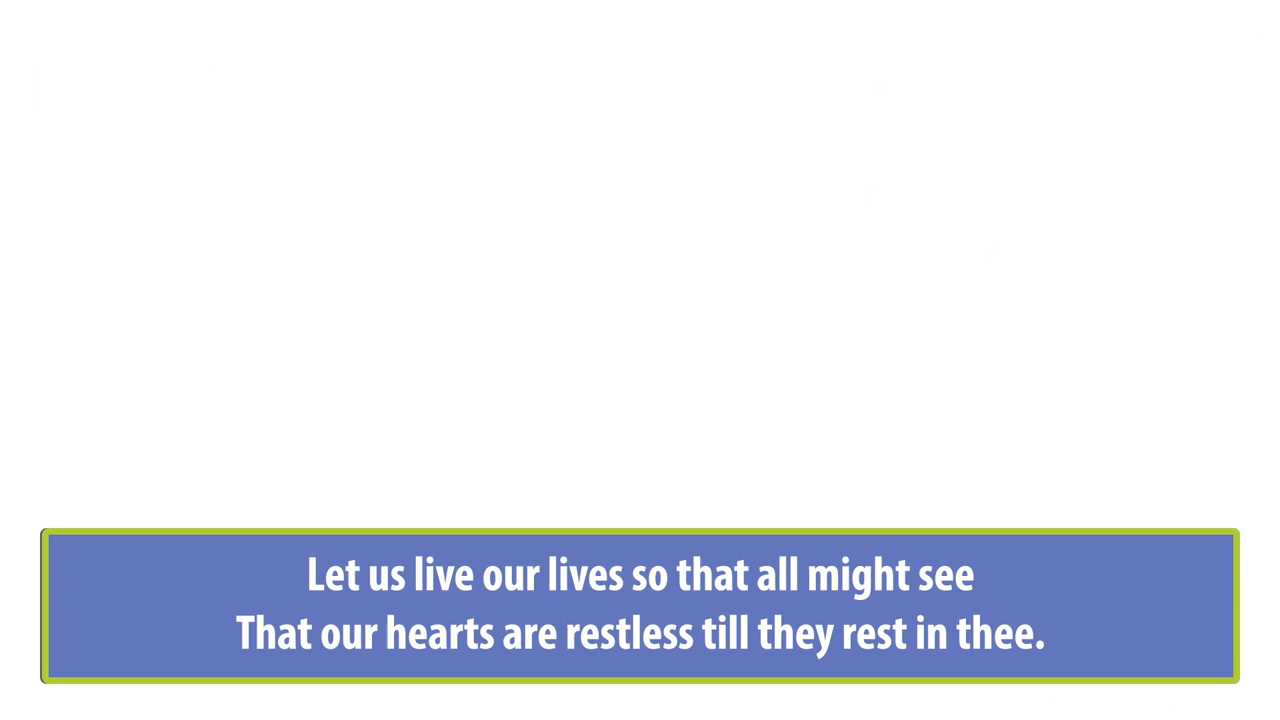 Let us live our lives so that all might see
That our hearts are restless till they rest in thee.